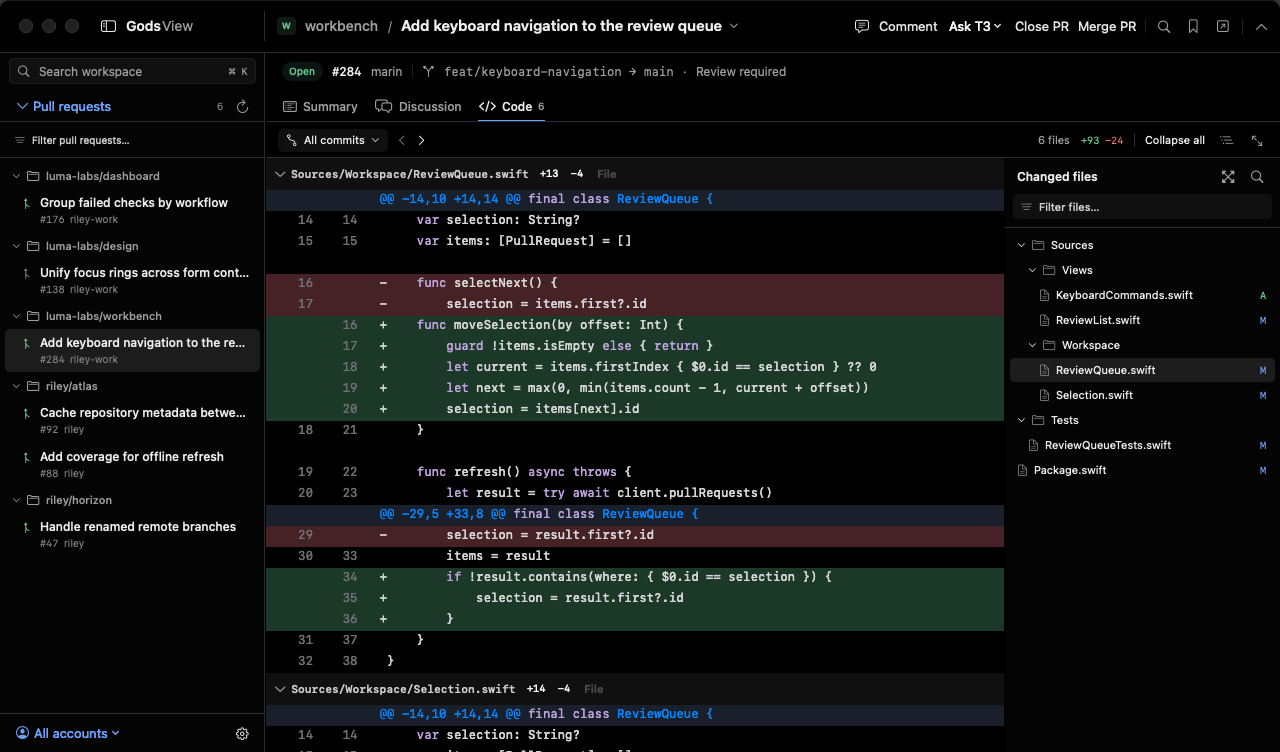 GodsView
W workbench / Add keyboard navigation to the review queue
Comment Ask T3 Close PR Merge PR
Search workspace ⌘ K
Pull requests 6
Filter pull requests...
luma-labs/dashboard
Group failed checks by workflow
#176 riley-work
luma-labs/design
Unify focus rings across form cont...
#138 riley-work
luma-labs/workbench
Add keyboard navigation to the re...
#284 riley-work
riley/atlas
Cache repository metadata betwe...
#92 riley
Add coverage for offline refresh
#88 riley
riley/horizon
Handle renamed remote branches
#47 riley
All accounts
Open #284 marin feat/keyboard-navigation → main · Review required
Summary Discussion </> Code 6
All commits
6 files +93 −24 Collapse all
Sources/Workspace/ReviewQueue.swift +13 −4 File
@@ −14,10 +14,14 @@ final class ReviewQueue {
14 14 var selection: String?
15 15 var items: [PullRequest] = []
16 − func selectNext() {
17 − selection = items.first?.id
16 + func moveSelection(by offset: Int) {
17 + guard !items.isEmpty else { return }
18 + let current = items.firstIndex { $0.id == selection } ?? 0
19 + let next = max(0, min(items.count - 1, current + offset))
20 + selection = items[next].id
18 21 }
19 22 func refresh() async throws {
20 23 let result = try await client.pullRequests()
@@ −29,5 +33,8 @@ final class ReviewQueue {
29 − selection = result.first?.id
30 33 items = result
34 + if !result.contains(where: { $0.id == selection }) {
35 + selection = result.first?.id
36 + }
31 37 }
32 38 }
Sources/Workspace/Selection.swift +14 −4 File
@@ −14,10 +14,14 @@ final class ReviewQueue {
14 14 var selection: String?
Changed files
Filter files...
Sources
Views
KeyboardCommands.swift A
ReviewList.swift M
Workspace
ReviewQueue.swift M
Selection.swift M
Tests
ReviewQueueTests.swift M
Package.swift M